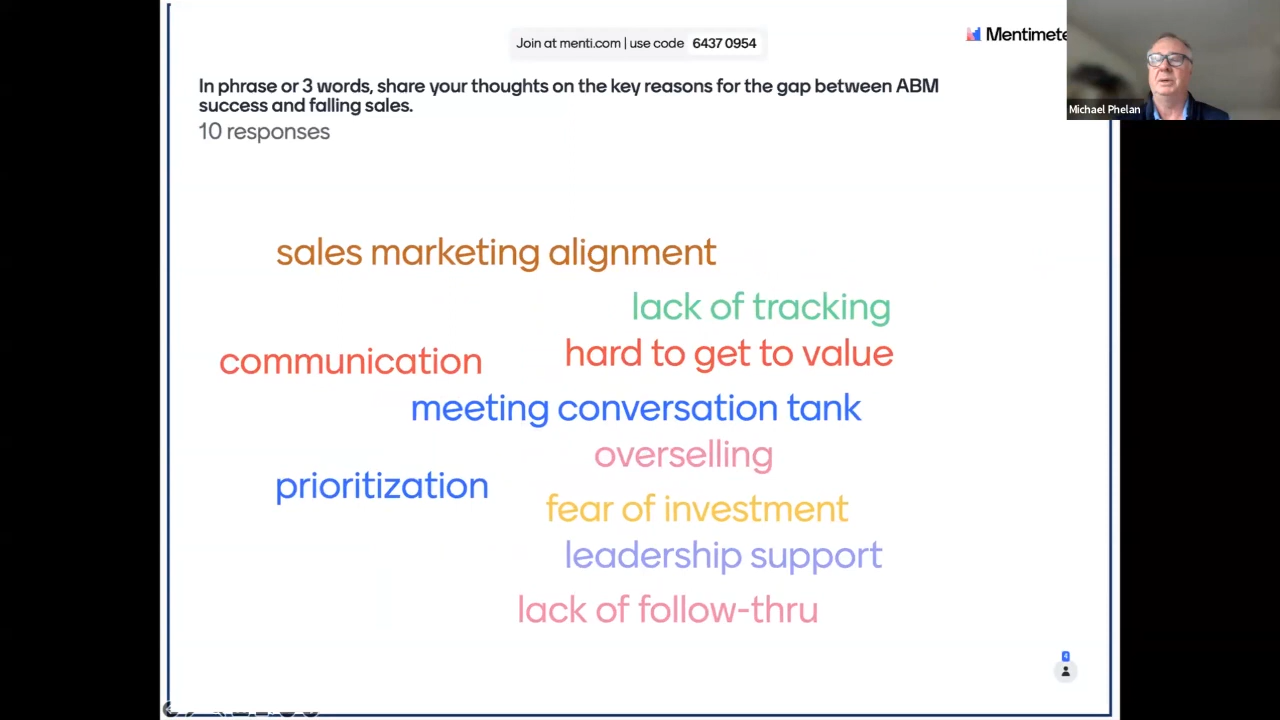 Join at menti.com | use code 6437 0954
Mentimete
Michael Phelan
In phrase or 3 words, share your thoughts on the key reasons for the gap between ABM
success and falling sales.
10 responses
sales marketing alignment
lack of tracking
hard to get to value
communication
meeting conversation tank
overselling
prioritization
fear of investment
leadership support
lack of follow-thru
4